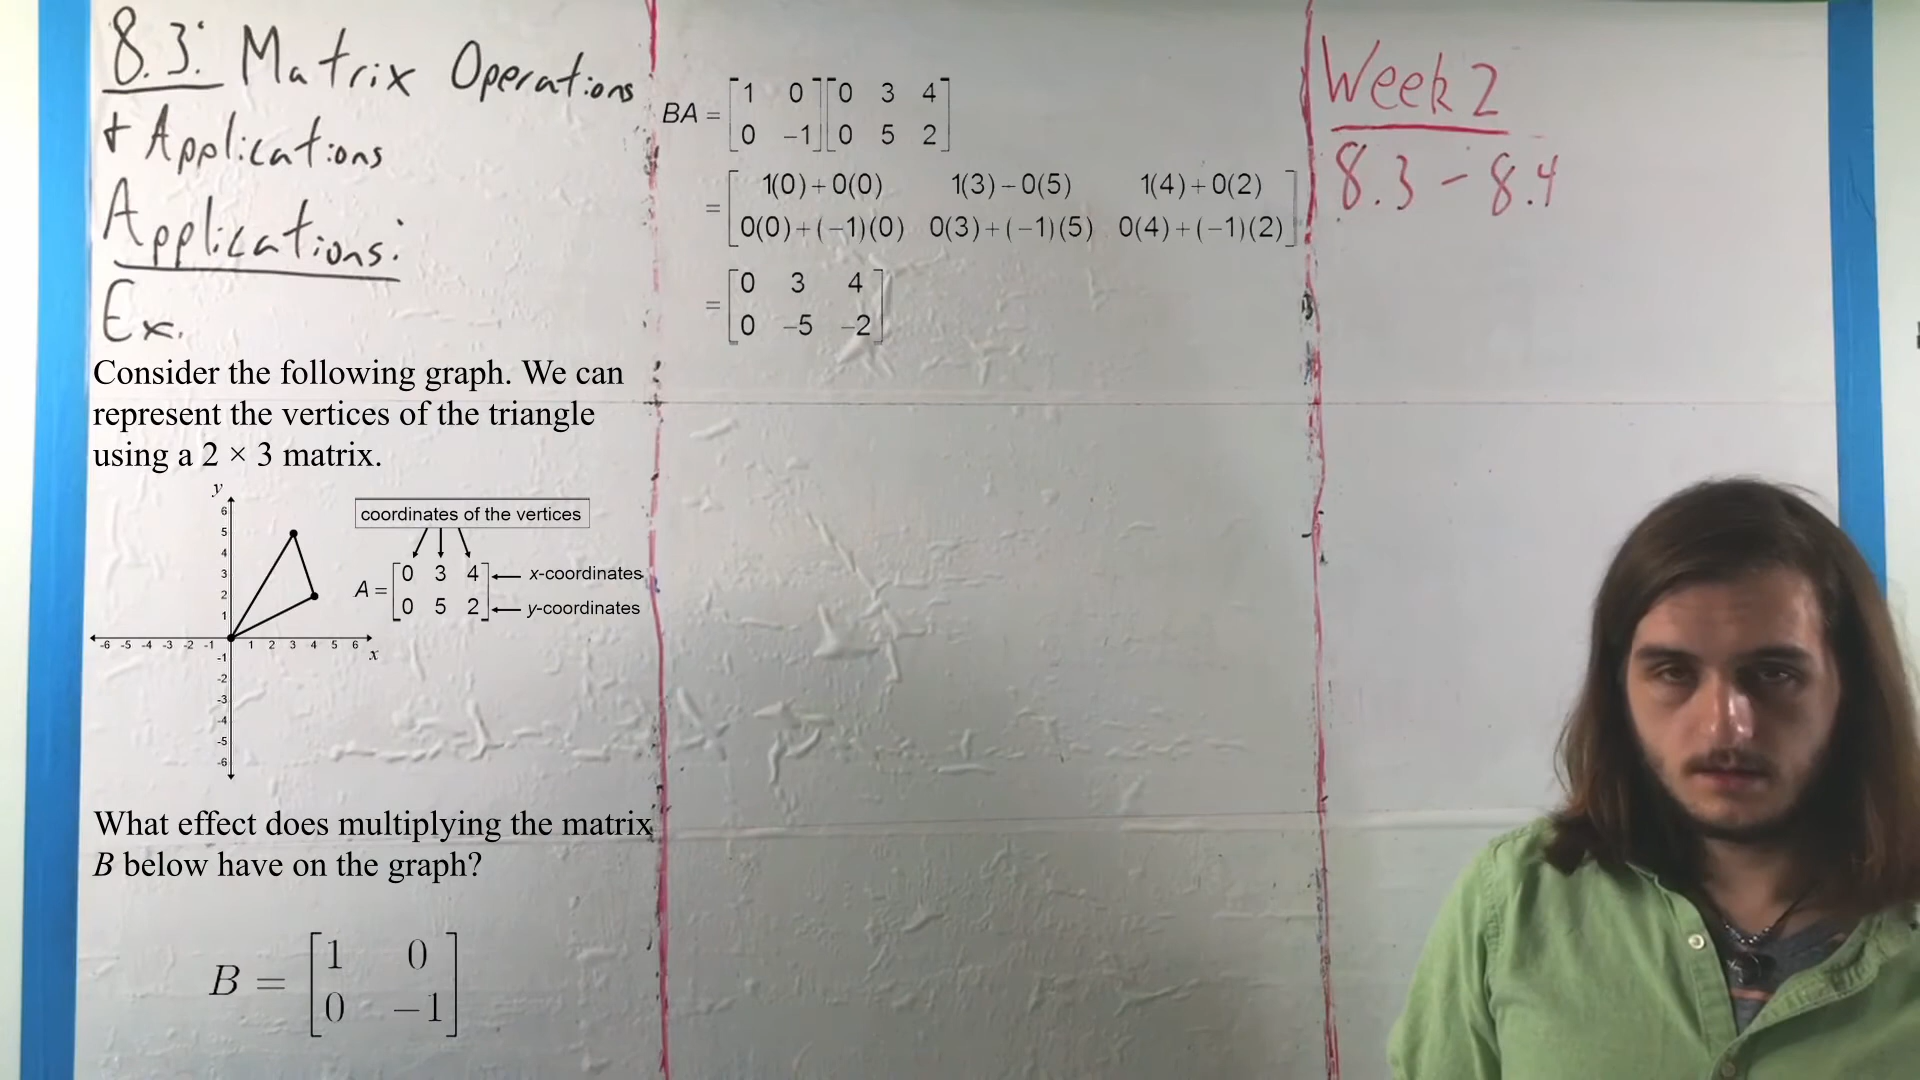 8.3: Matrix Operations
+ Applications
Applications:
Ex.
Consider the following graph. We can
represent the vertices of the triangle
using a 2 × 3 matrix.
y
6
5
4
3
2
1
-6 -5 -4 -3 -2 -1 1 2 3 4 5 6
x
-1
-2
-3
-4
-5
-6
coordinates of the vertices
A = [0 3 4] x-coordinates
[0 5 2] y-coordinates
What effect does multiplying the matrix
B below have on the graph?
B = [1 0]
[0 −1]
BA = [1 0] [0 3 4]
[0 −1] [0 5 2]
= [1(0)+0(0) 1(3)−0(5) 1(4)+0(2)]
[0(0)+(−1)(0) 0(3)+(−1)(5) 0(4)+(−1)(2)]
= [0 3 4]
[0 −5 −2]
Week 2
8.3 - 8.4